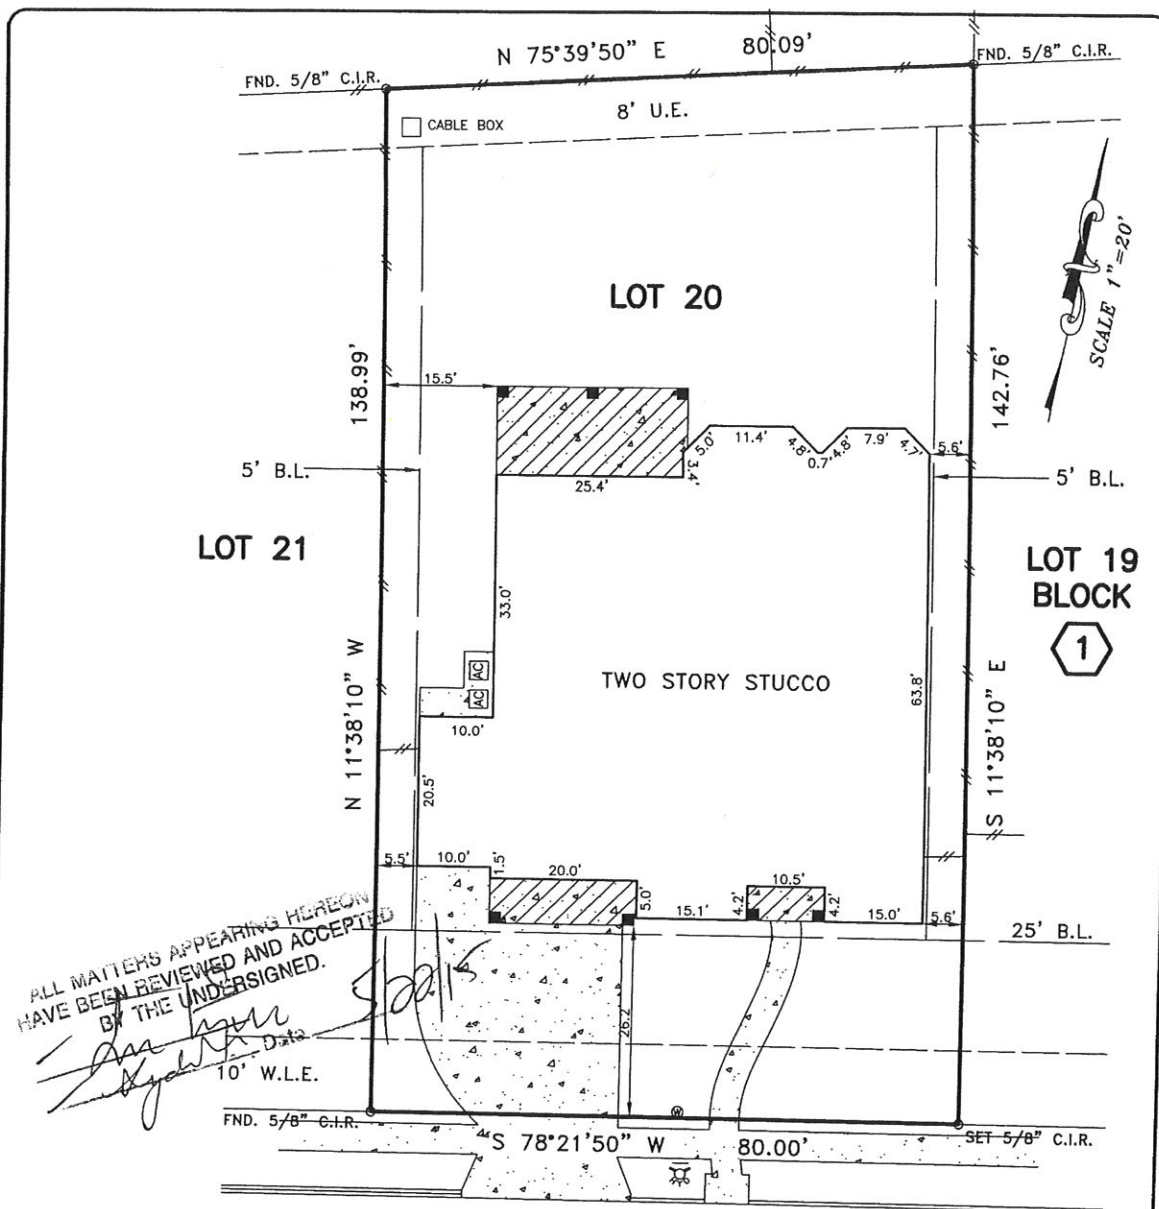 N 75°39'50" E 80.09'
FND. 5/8" C.I.R.
FND. 5/8" C.I.R.
8' U.E.
CABLE BOX
LOT 20
SCALE 1"=20'
138.99'
142.76'
15.5'
5.0'
11.4'
4.8'
0.7'
4.8'
7.9'
4.7'
5.6'
3.4'
25.4'
5' B.L.
5' B.L.
LOT 21
LOT 19
BLOCK
1
33.0'
TWO STORY STUCCO
63.8'
AC
AC
10.0'
N 11°38'10" W
S 11°38'10" E
20.5'
5.5'
10.0'
1.5'
20.0'
5.0'
15.1'
4.2'
10.5'
4.2'
15.0'
5.6'
25' B.L.
ALL MATTERS APPEARING HEREON
HAVE BEEN REVIEWED AND ACCEPTED
BY THE UNDERSIGNED.
Date
26.2'
10' W.L.E.
W
FND. 5/8" C.I.R.
S 78°21'50" W 80.00'
SET 5/8" C.I.R.